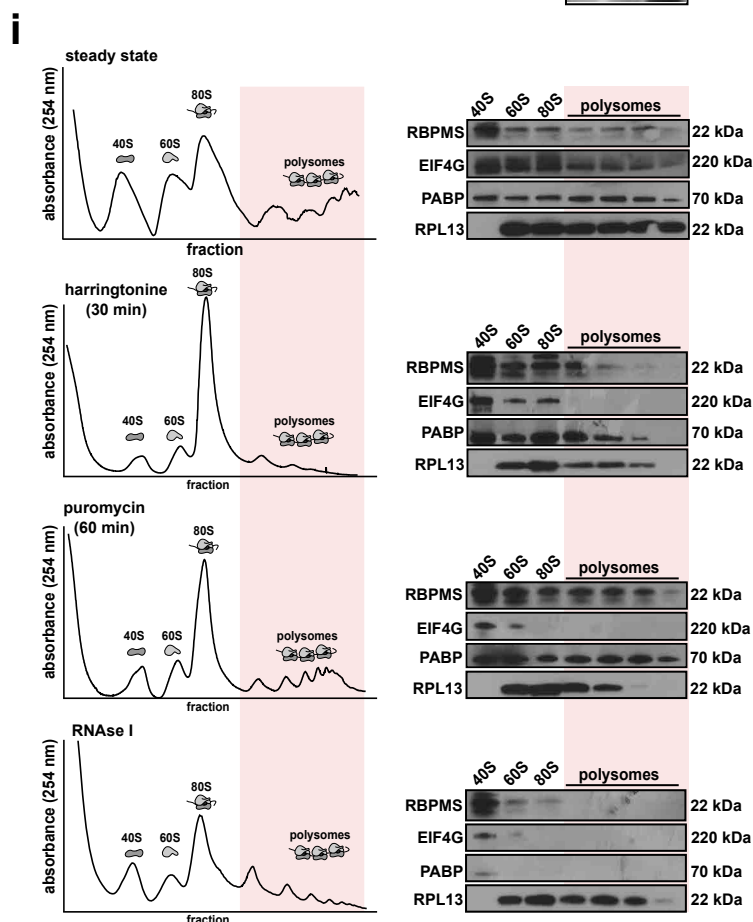 i
steady state
absorbance (254 nm)
40S
60S
80S
polysomes
fraction
40S 60S 80S polysomes
RBPMS 22 kDa
EIF4G 220 kDa
PABP 70 kDa
RPL13 22 kDa
harringtonine
(30 min)
absorbance (254 nm)
40S
60S
80S
polysomes
fraction
40S 60S 80S polysomes
RBPMS 22 kDa
EIF4G 220 kDa
PABP 70 kDa
RPL13 22 kDa
puromycin
(60 min)
absorbance (254 nm)
40S
60S
80S
polysomes
fraction
40S 60S 80S polysomes
RBPMS 22 kDa
EIF4G 220 kDa
PABP 70 kDa
RPL13 22 kDa
RNAse I
absorbance (254 nm)
40S
60S
80S
polysomes
fraction
40S 60S 80S polysomes
RBPMS 22 kDa
EIF4G 220 kDa
PABP 70 kDa
RPL13 22 kDa